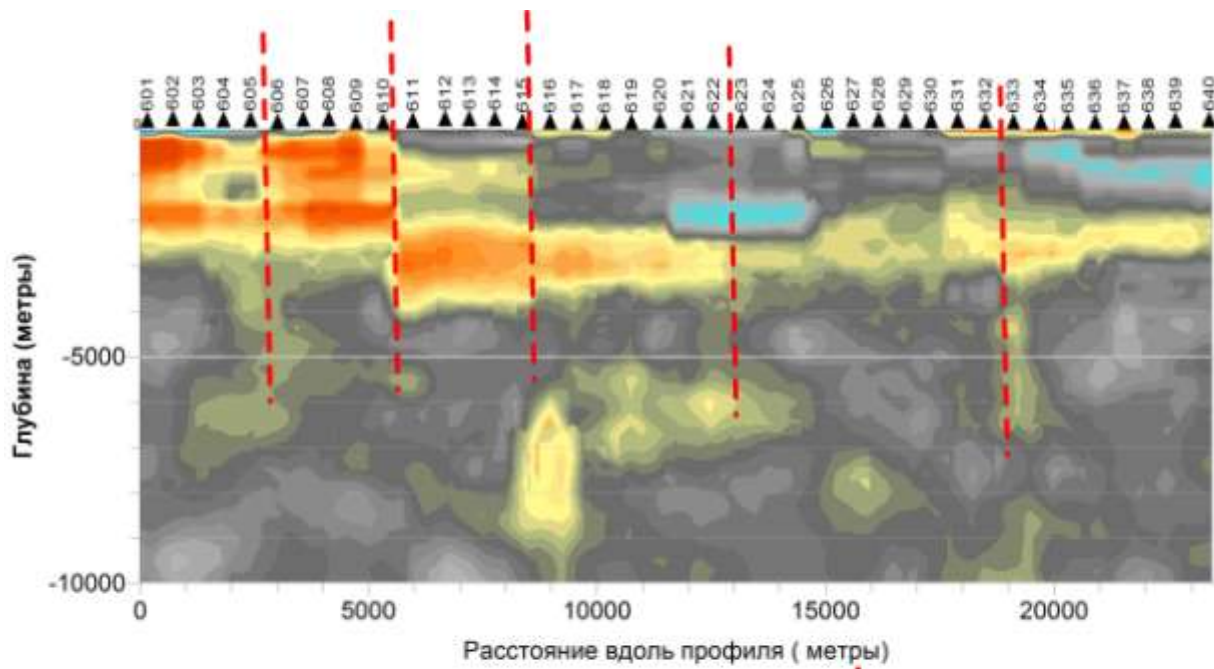 601 602 603 604 605 606 607 608 609 610 611 612 613 614 615 616 617 618 619 620 621 622 623 624 625 626 627 628 629 630 631 632 633 634 635 636 637 638 639 640
Глубина (метры)
-5000
-10000
0 5000 10000 15000 20000
Расстояние вдоль профиля ( метры)